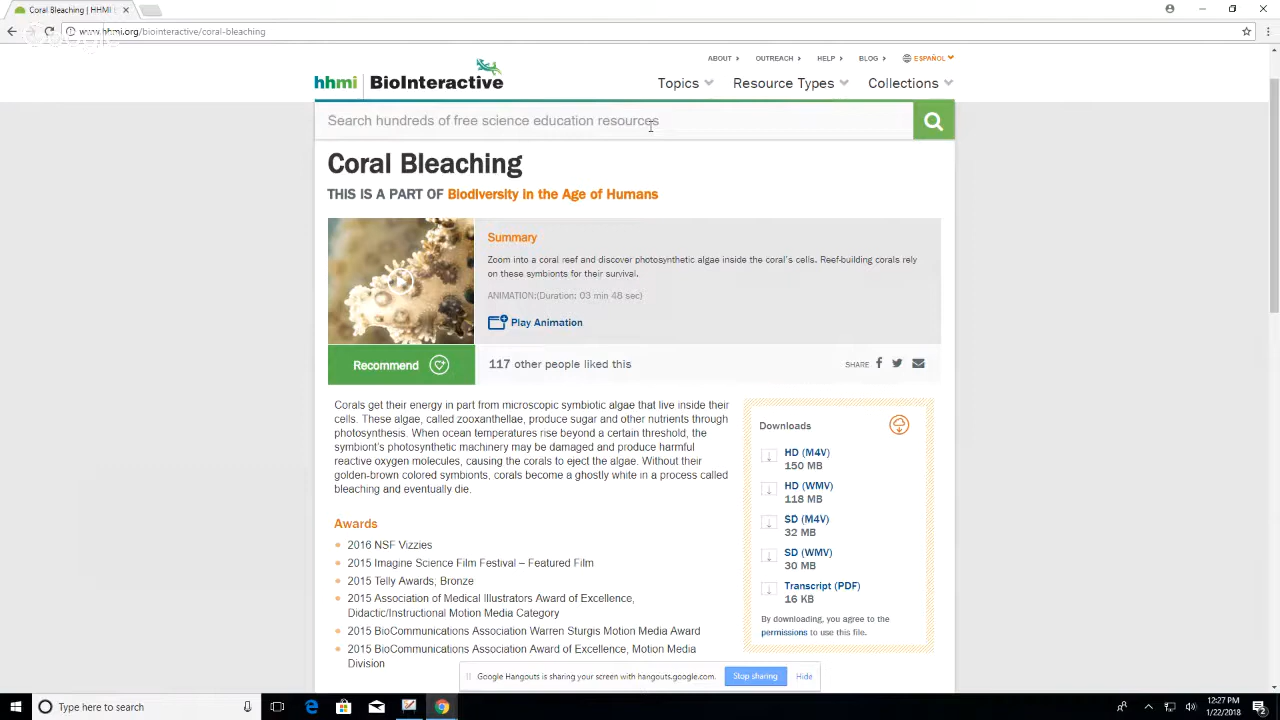 Coral Bleaching | HHMI
www.hhmi.org/biointeractive/coral-bleaching
ABOUT OUTREACH HELP BLOG ESPAÑOL
hhmi BioInteractive
Topics Resource Types Collections
Search hundreds of free science education resources
Coral Bleaching
THIS IS A PART OF Biodiversity in the Age of Humans
Summary
Zoom into a coral reef and discover photosynthetic algae inside the coral's cells. Reef-building corals rely
on these symbionts for their survival.
ANIMATION:(Duration: 03 min 48 sec)
Play Animation
Recommend
117 other people liked this
SHARE
Corals get their energy in part from microscopic symbiotic algae that live inside their
cells. These algae, called zooxanthellae, produce sugar and other nutrients through
photosynthesis. When ocean temperatures rise beyond a certain threshold, the
symbiont's photosynthetic machinery may be damaged and produce harmful
reactive oxygen molecules, causing the corals to eject the algae. Without their
golden-brown colored symbionts, corals become a ghostly white in a process called
bleaching and eventually die.
Awards
2016 NSF Vizzies
2015 Imagine Science Film Festival – Featured Film
2015 Telly Awards, Bronze
2015 Association of Medical Illustrators Award of Excellence,
Didactic/Instructional Motion Media Category
2015 BioCommunications Association Warren Sturgis Motion Media Award
2015 BioCommunications Association Award of Excellence, Motion Media
Division
Downloads
HD (M4V)
150 MB
HD (WMV)
118 MB
SD (M4V)
32 MB
SD (WMV)
30 MB
Transcript (PDF)
16 KB
By downloading, you agree to the
permissions to use this file.
Google Hangouts is sharing your screen with hangouts.google.com.
Stop sharing
Hide
Type here to search
12:27 PM
1/22/2018
2